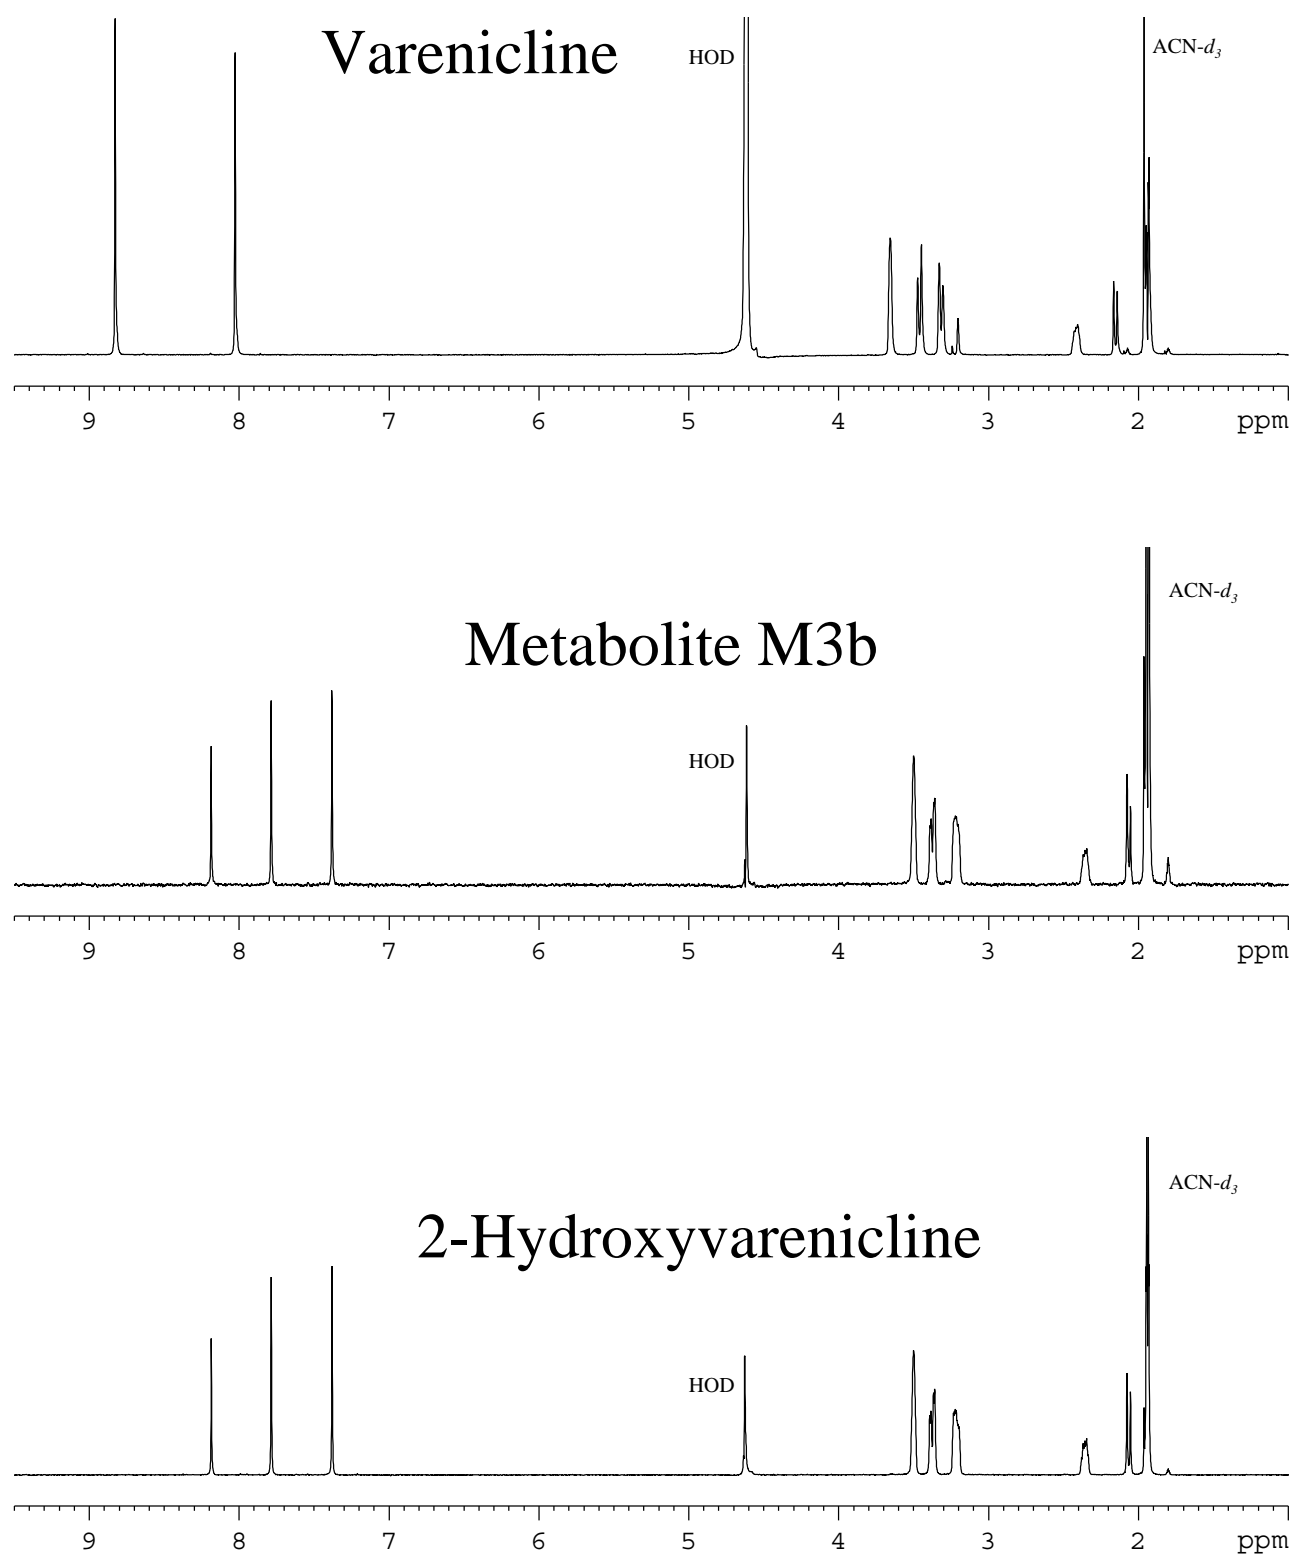 Varenicline
HOD
ACN-d3
9 8 7 6 5 4 3 2 ppm
ACN-d3
Metabolite M3b
HOD
9 8 7 6 5 4 3 2 ppm
ACN-d3
2-Hydroxyvarenicline
HOD
9 8 7 6 5 4 3 2 ppm